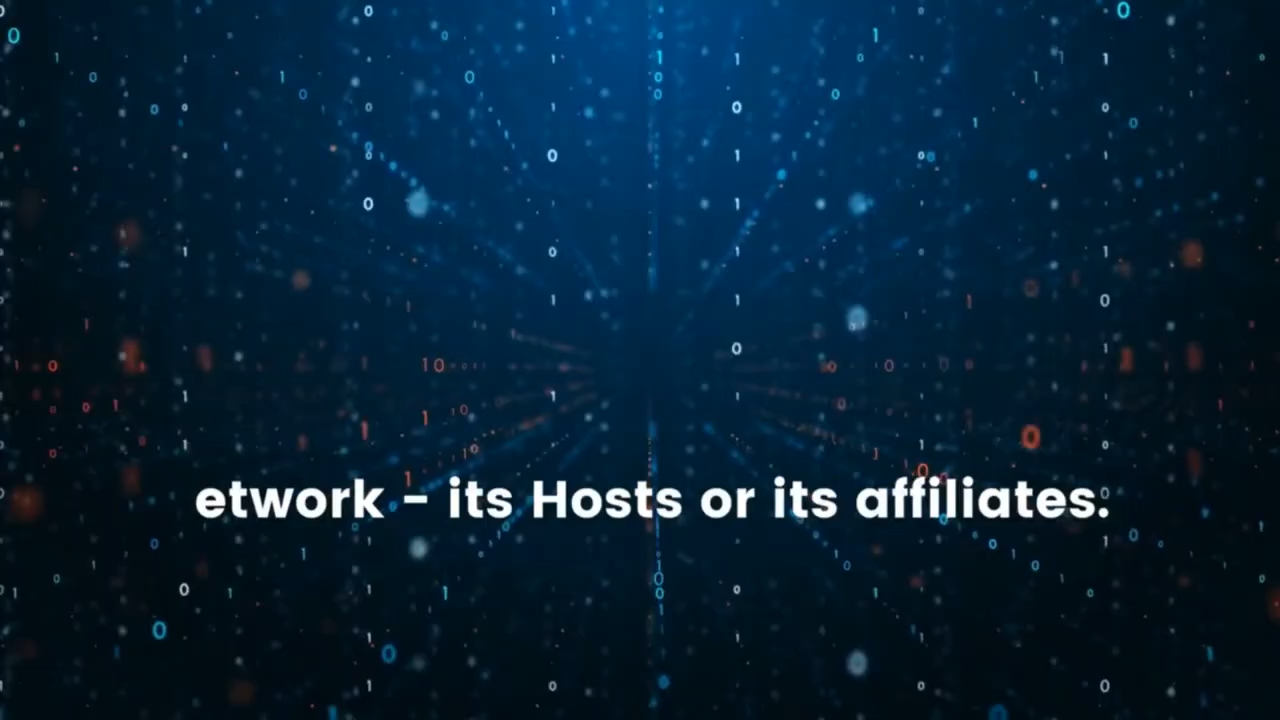 etwork – its Hosts or its affiliates.